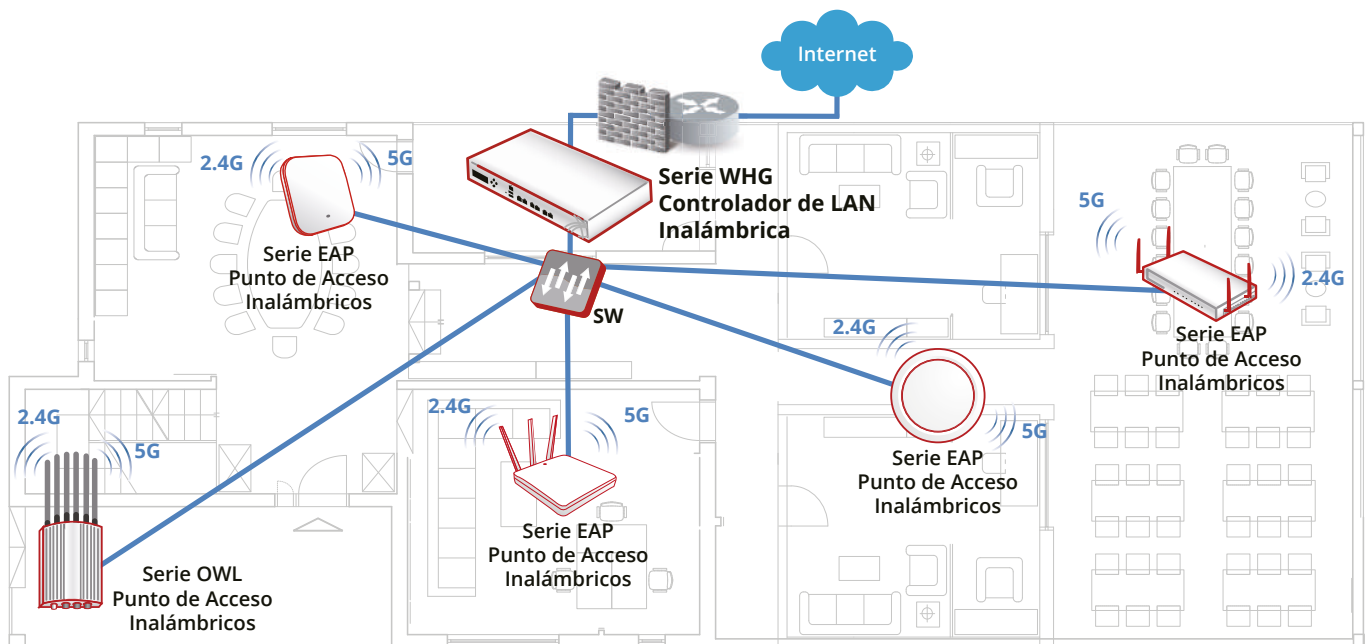 Internet
2.4G
5G
Serie EAP
Punto de Acceso
Inalámbricos
Serie WHG
Controlador de LAN
Inalámbrica
SW
5G
2.4G
Serie EAP
Punto de Acceso
Inalámbricos
2.4G
5G
Serie EAP
Punto de Acceso
Inalámbricos
2.4G
5G
Serie EAP
Punto de Acceso
Inalámbricos
2.4G
5G
Serie OWL
Punto de Acceso
Inalámbricos